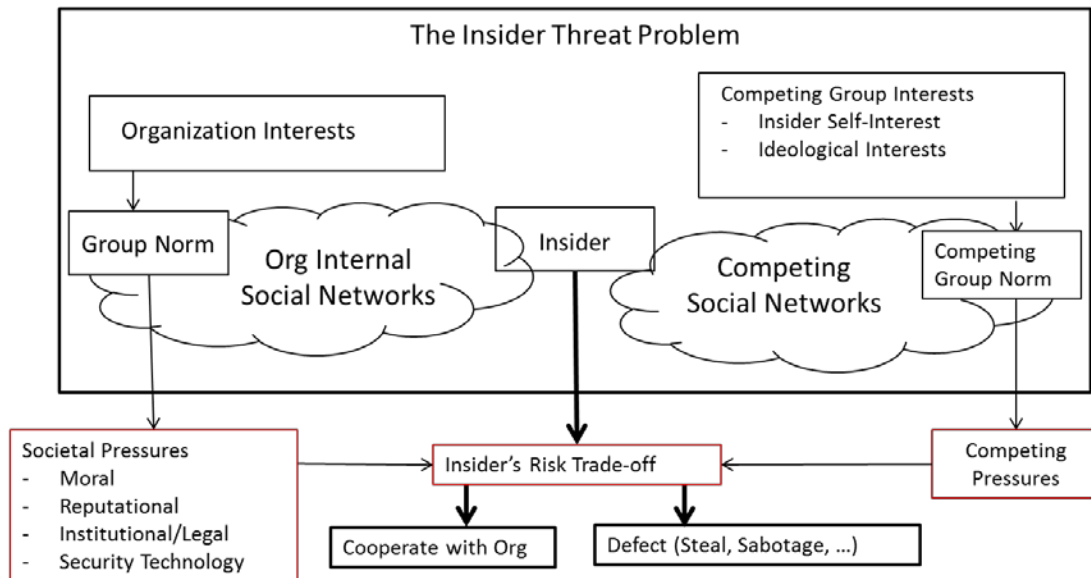 The Insider Threat Problem
Organization Interests
Competing Group Interests
- Insider Self-Interest
- Ideological Interests
Group Norm
Org Internal
Social Networks
Insider
Competing
Social Networks
Competing
Group Norm
Societal Pressures
- Moral
- Reputational
- Institutional/Legal
- Security Technology
Insider's Risk Trade-off
Competing
Pressures
Cooperate with Org
Defect (Steal, Sabotage, ...)